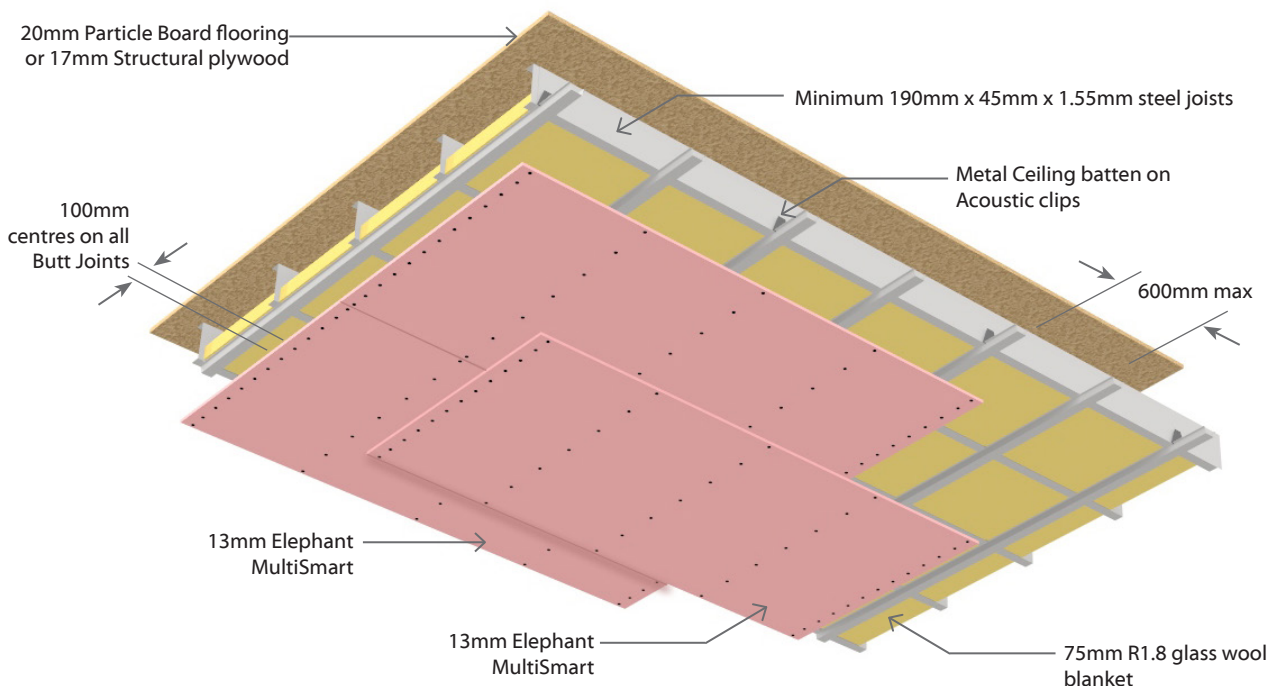 20mm Particle Board flooring
or 17mm Structural plywood
Minimum 190mm x 45mm x 1.55mm steel joists
Metal Ceiling batten on
Acoustic clips
100mm
centres on all
Butt Joints
600mm max
13mm Elephant
MultiSmart
13mm Elephant
MultiSmart
75mm R1.8 glass wool
blanket